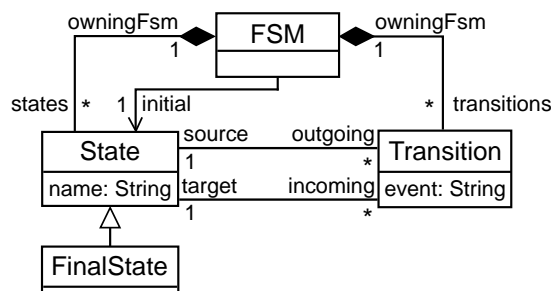 owningFsm FSM owningFsm
1 1
states * 1 initial * transitions
State source outgoing Transition
1 *
name: String target incoming event: String
1 *
FinalState